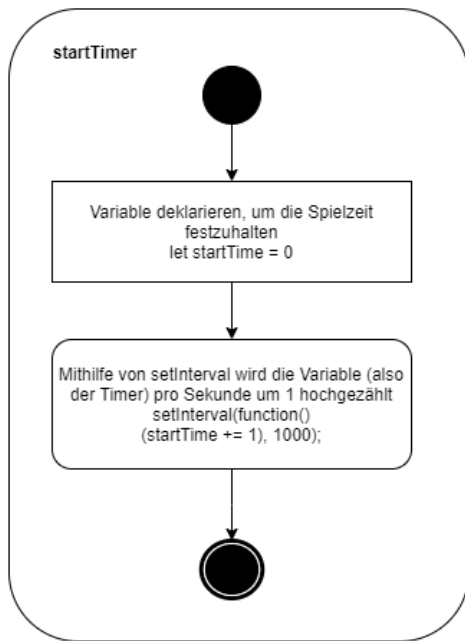 startTimer
Variable deklarieren, um die Spielzeit
festzuhalten
let startTime = 0
Mithilfe von setInterval wird die Variable (also
der Timer) pro Sekunde um 1 hochgezählt
setInterval(function()
(startTime += 1), 1000);